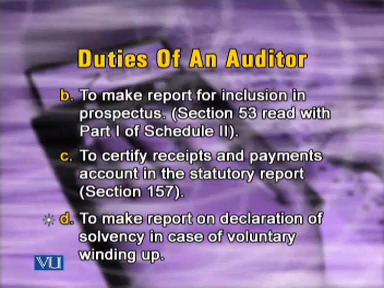 Duties Of An Auditor
b. To make report for inclusion in
prospectus. (Section 53 read with
Part I of Schedule II).
c. To certify receipts and payments
account in the statutory report
(Section 157).
d. To make report on declaration of
solvency in case of voluntary
winding up.
VU